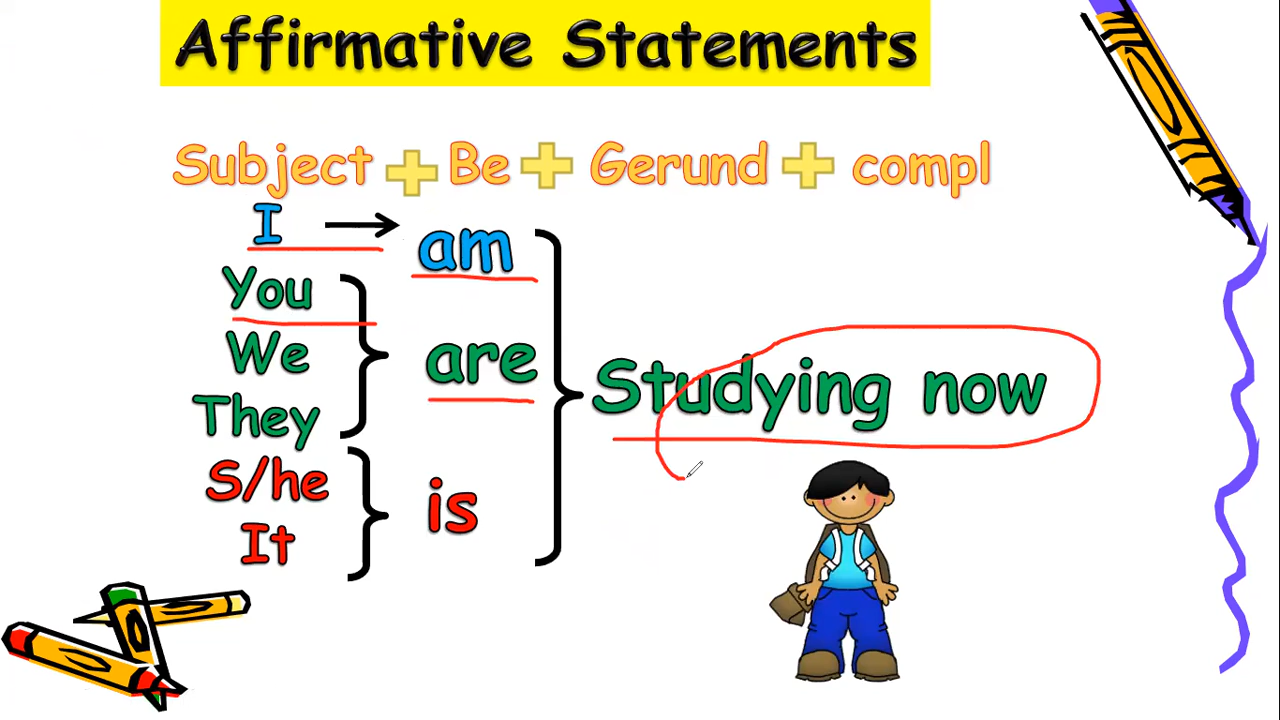 Affirmative Statements
Subject + Be + Gerund + compl
I → am
You
We are Studying now
They
S/he is
It